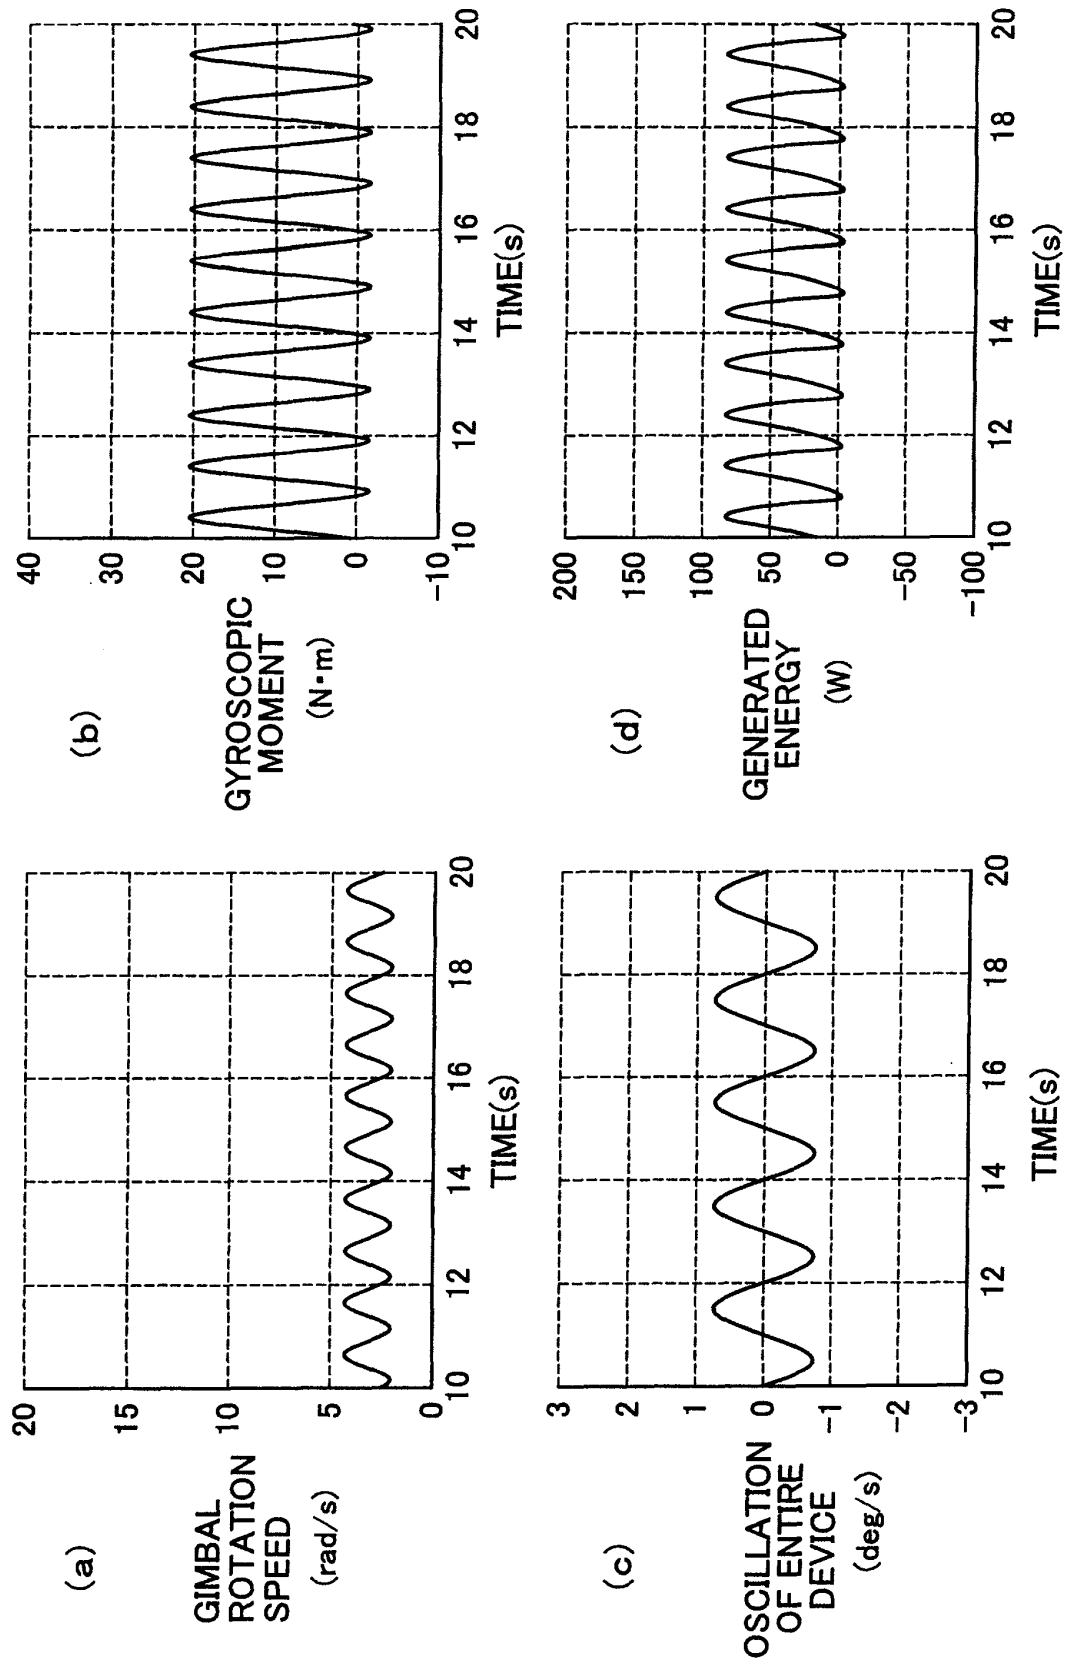 (a)
GIMBAL
ROTATION
SPEED
(rad/s)
20
15
10
5
0
10
12
14
16
18
20
TIME(s)
(b)
GYROSCOPIC
MOMENT
(N·m)
40
30
20
10
0
-10
10
12
14
16
18
20
TIME(s)
(c)
OSCILLATION
OF ENTIRE
DEVICE
(deg/s)
3
2
1
0
-1
-2
-3
10
12
14
16
18
20
TIME(s)
(d)
GENERATED
ENERGY
(W)
200
150
100
50
0
-50
-100
10
12
14
16
18
20
TIME(s)